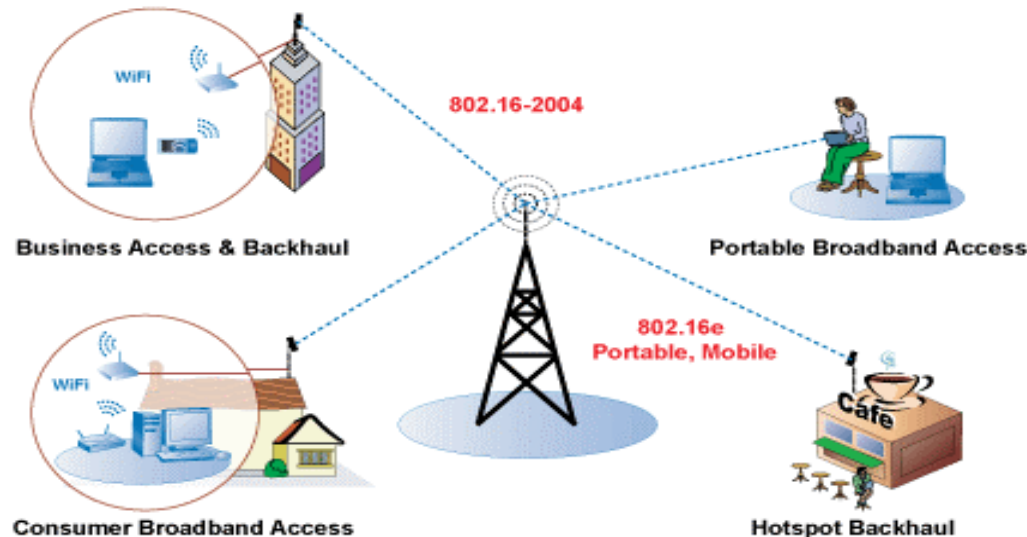 WiFi
802.16-2004
Business Access & Backhaul
Portable Broadband Access
802.16e
Portable, Mobile
WiFi
Cafe
Consumer Broadband Access
Hotspot Backhaul